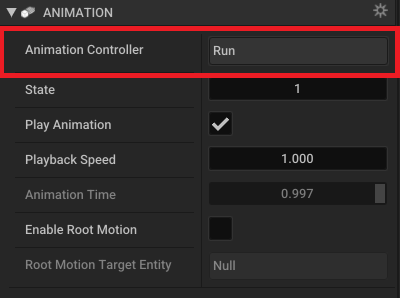 ANIMATION
Animation Controller Run
State 1
Play Animation
Playback Speed 1.000
Animation Time 0.997
Enable Root Motion
Root Motion Target Entity Null